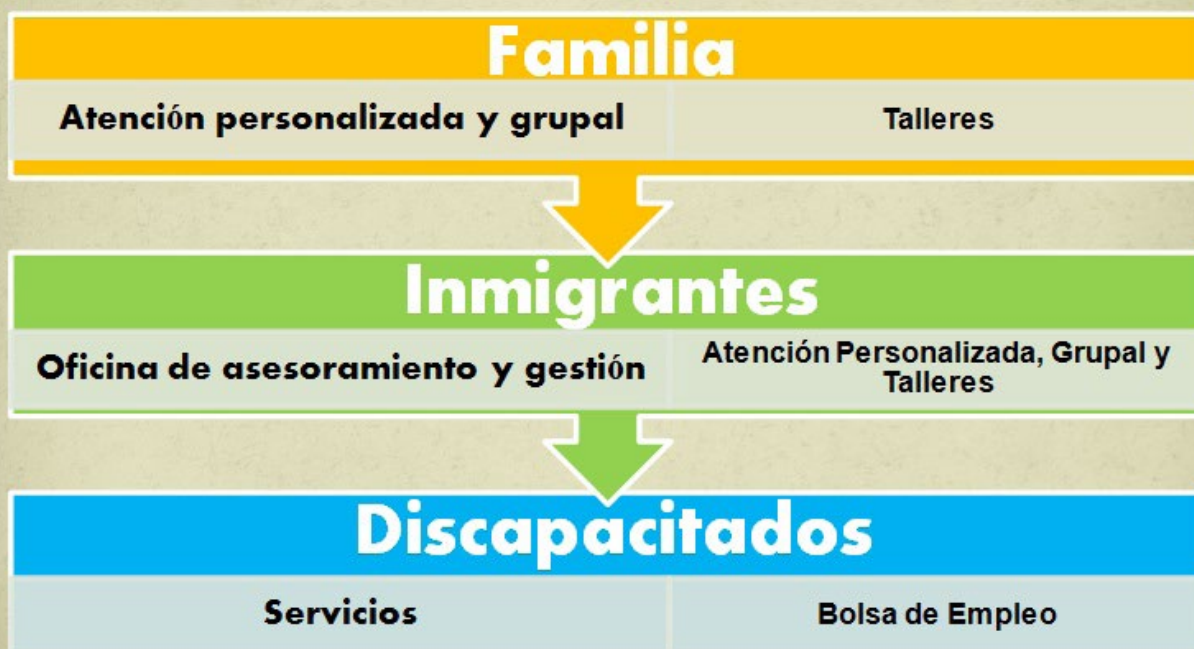 Familia
Atención personalizada y grupal
Talleres
Inmigrantes
Oficina de asesoramiento y gestión
Atención Personalizada, Grupal y
Talleres
Discapacitados
Servicios
Bolsa de Empleo